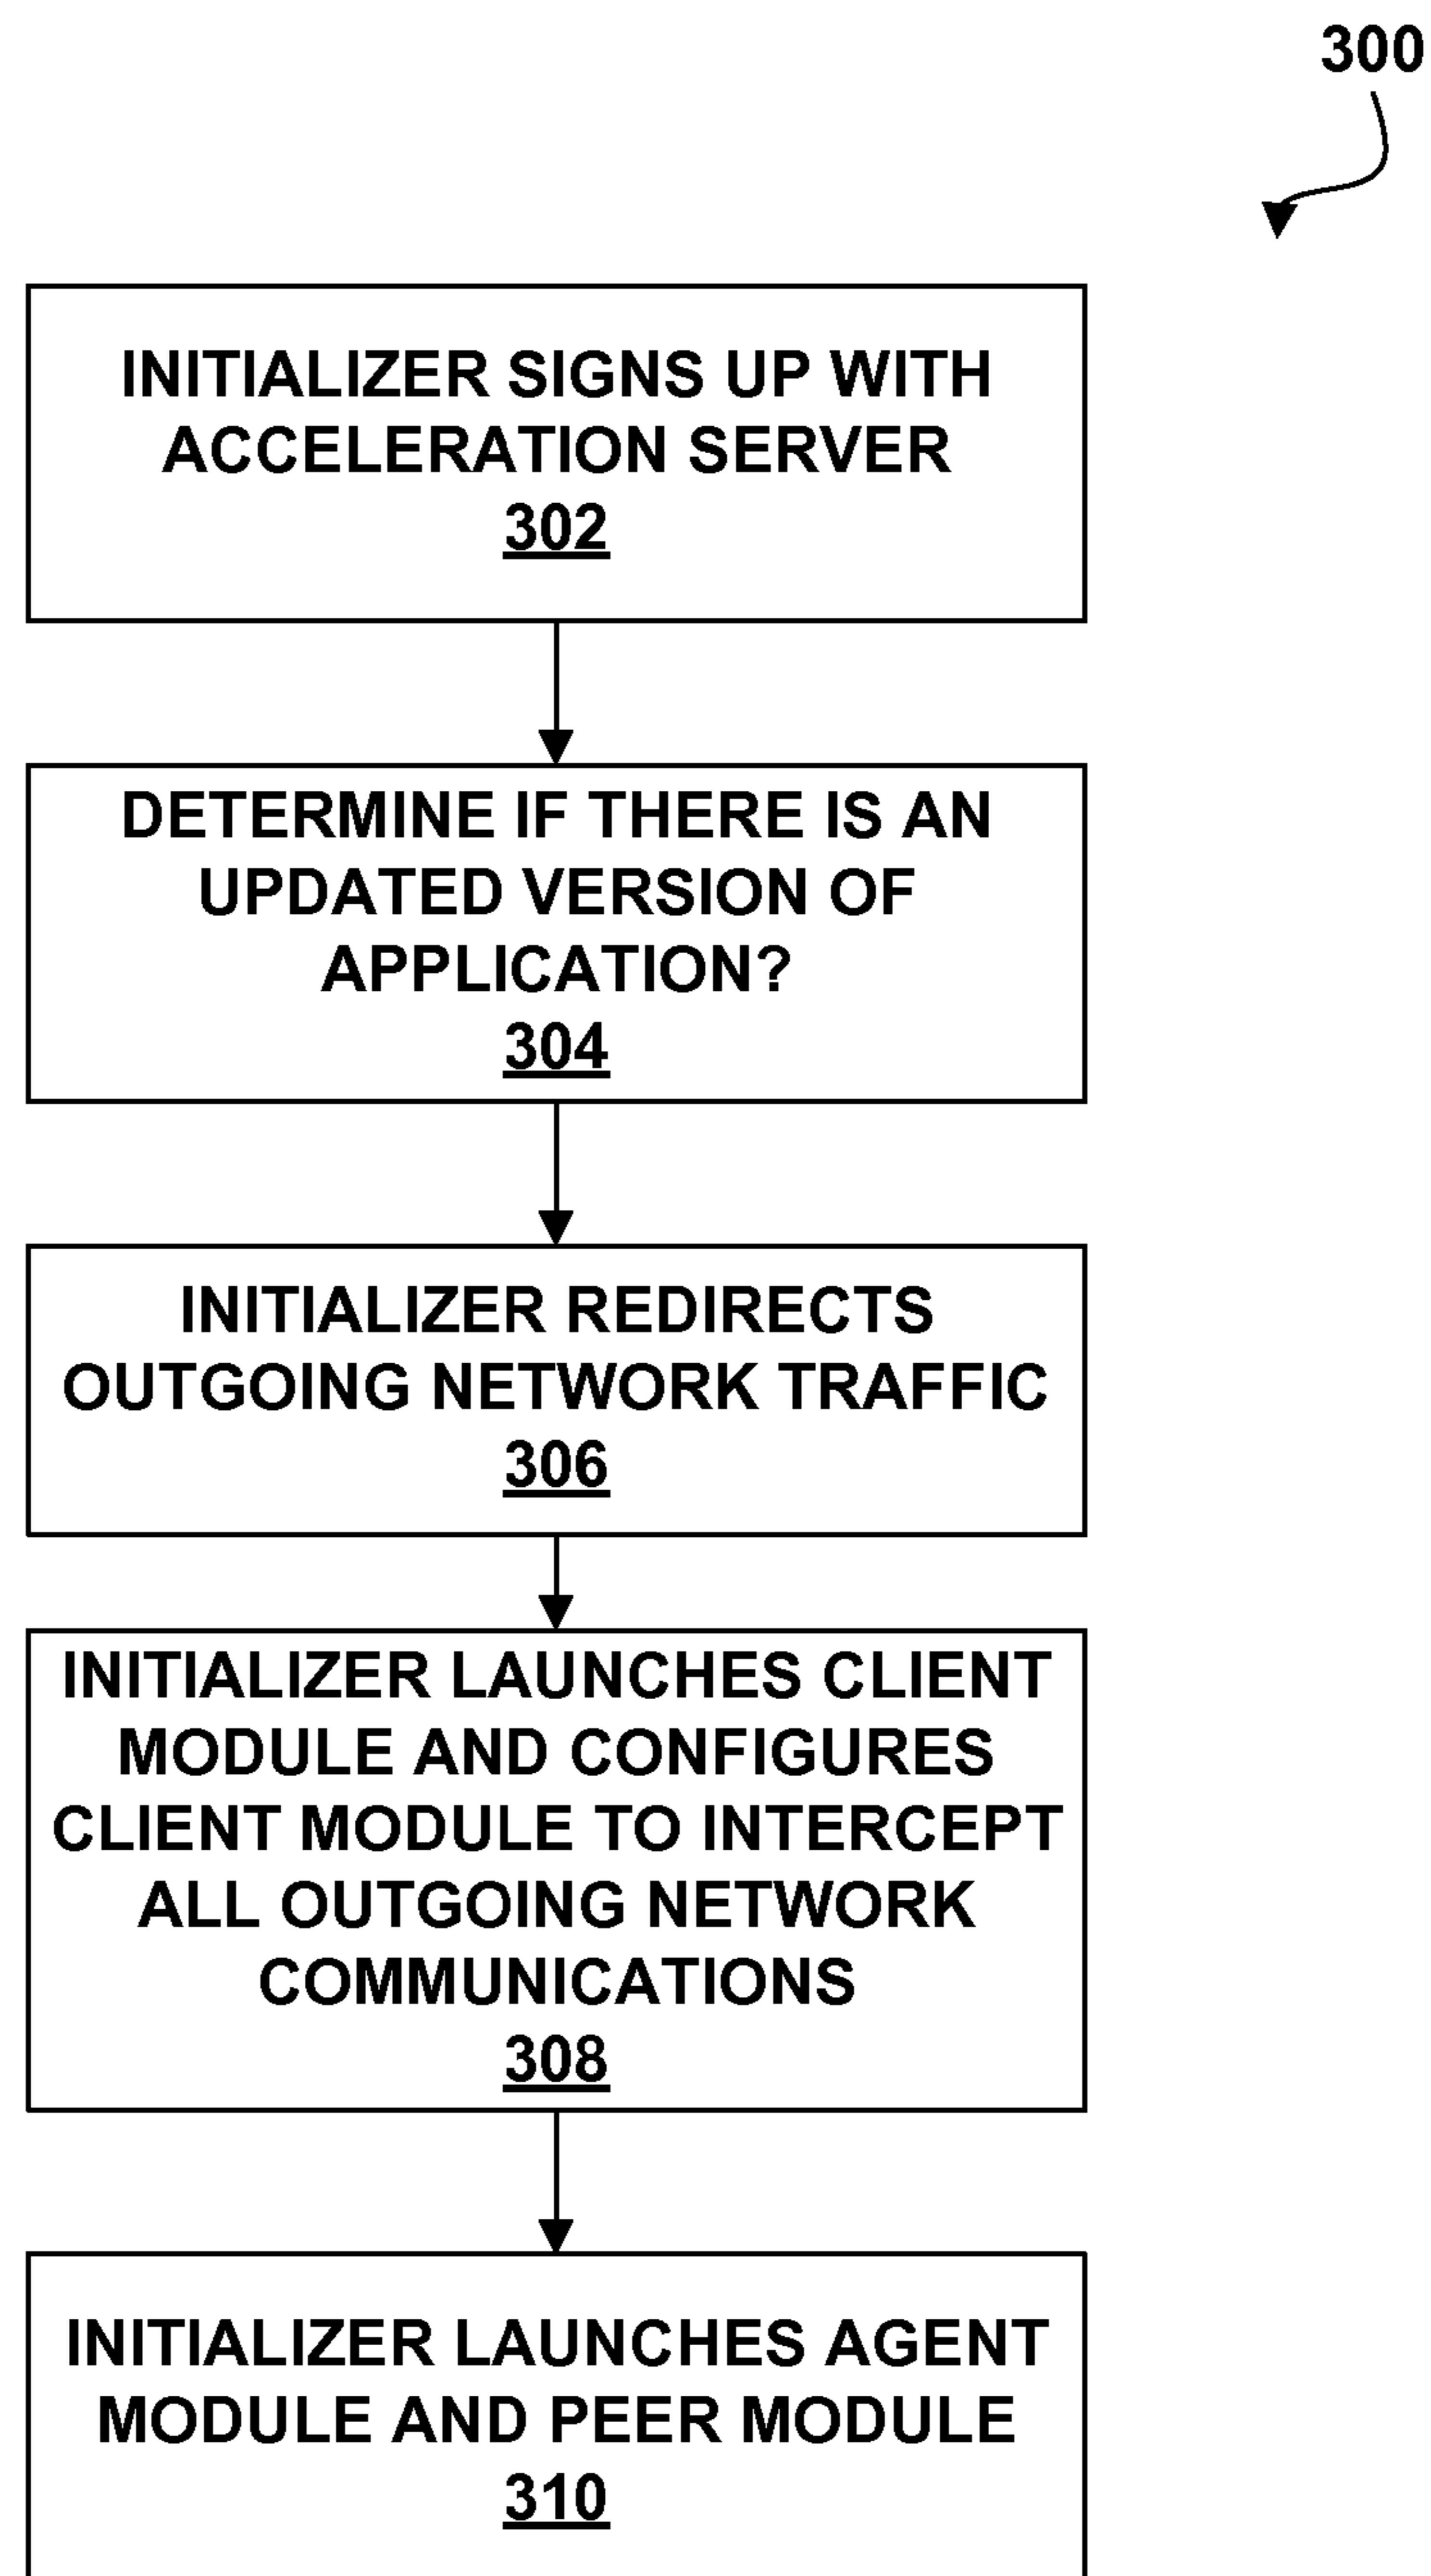 300
INITIALIZER SIGNS UP WITH
ACCELERATION SERVER
302
DETERMINE IF THERE IS AN
UPDATED VERSION OF
APPLICATION?
304
INITIALIZER REDIRECTS
OUTGOING NETWORK TRAFFIC
306
INITIALIZER LAUNCHES CLIENT
MODULE AND CONFIGURES
CLIENT MODULE TO INTERCEPT
ALL OUTGOING NETWORK
COMMUNICATIONS
308
INITIALIZER LAUNCHES AGENT
MODULE AND PEER MODULE
310